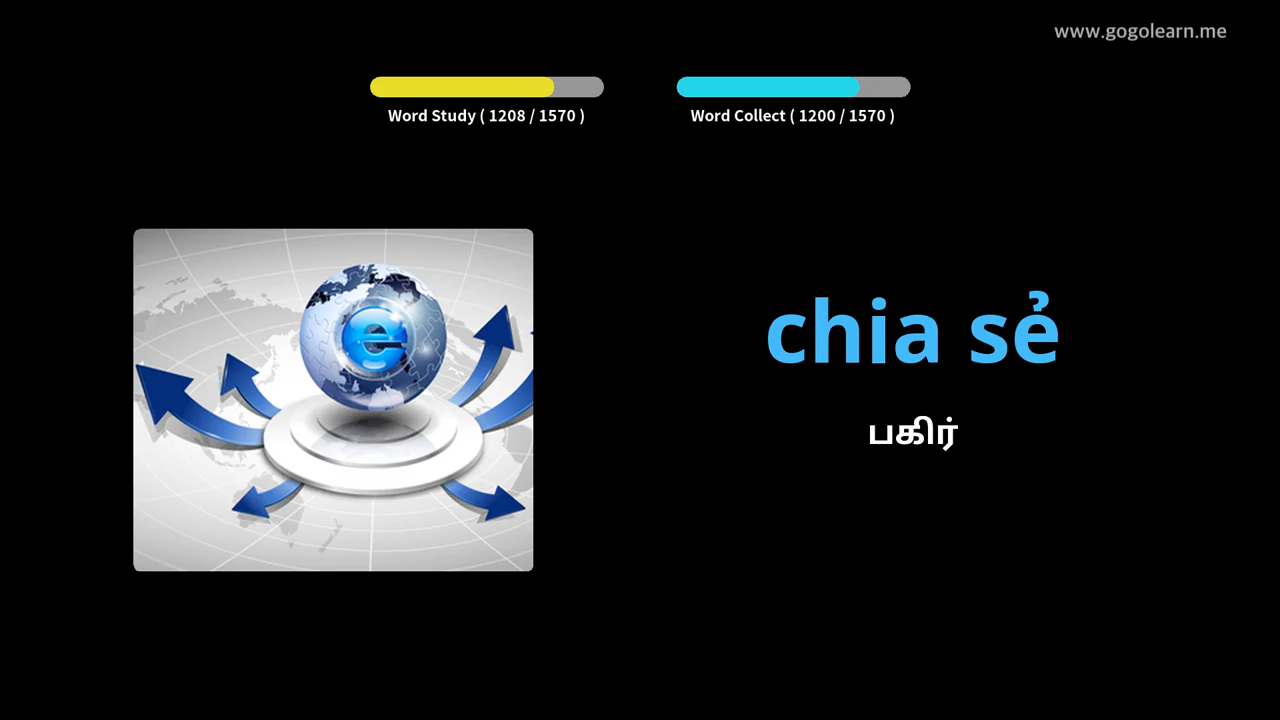 www.gogolearn.me
Word Study ( 1208 / 1570 )
Word Collect ( 1200 / 1570 )
e
chia sẻ
பகிர்